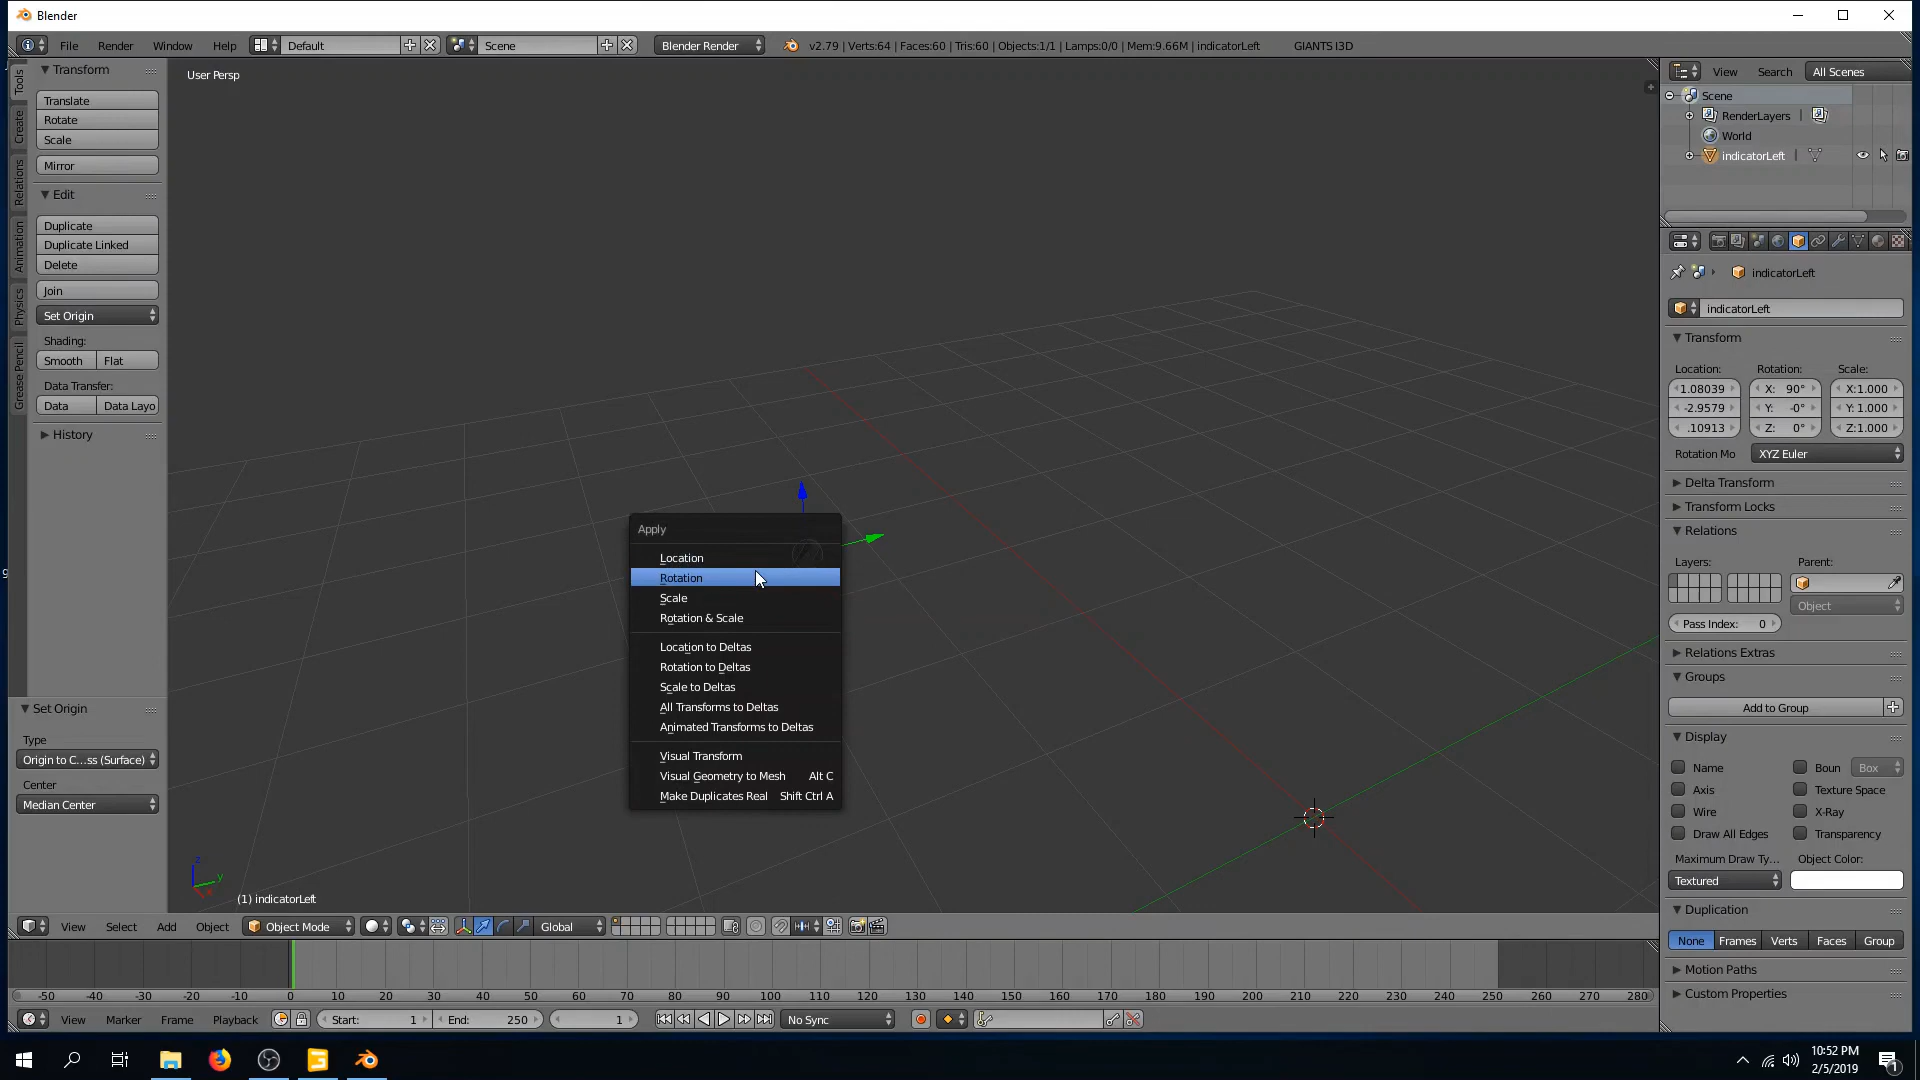 Blender
File Render Window Help Default Scene Blender Render v2.79 | Verts:64 | Faces:60 | Tris:60 | Objects:1/1 | Lamps:0/0 | Mem:9.66M | indicatorLeft GIANTS I3D
Tools
Create
Relations
Animation
Physics
Grease Pencil
Transform
Translate
Rotate
Scale
Mirror
Edit
Duplicate
Duplicate Linked
Delete
Join
Set Origin
Shading:
Smooth Flat
Data Transfer:
Data Data Layo
History
Set Origin
Type
Origin to C...ss (Surface)
Center
Median Center
User Persp
Apply
Location
Rotation
Scale
Rotation & Scale
Location to Deltas
Rotation to Deltas
Scale to Deltas
All Transforms to Deltas
Animated Transforms to Deltas
Visual Transform
Visual Geometry to Mesh Alt C
Make Duplicates Real Shift Ctrl A
z
y
(1) indicatorLeft
View Select Add Object Object Mode Global
View Search All Scenes
Scene
RenderLayers
World
indicatorLeft
indicatorLeft
indicatorLeft
Transform
Location: Rotation: Scale:
1.08039 X: 90° X:1.000
-2.9579 Y: -0° Y: 1.000
.10913 Z: 0° Z:1.000
Rotation Mo XYZ Euler
Delta Transform
Transform Locks
Relations
Layers: Parent:
Object
Pass Index: 0
Relations Extras
Groups
Add to Group
Display
Name Boun Box
Axis Texture Space
Wire X-Ray
Draw All Edges Transparency
Maximum Draw Ty... Object Color:
Textured
Duplication
None Frames Verts Faces Group
Motion Paths
Custom Properties
-50 -40 -30 -20 -10 0 10 20 30 40 50 60 70 80 90 100 110 120 130 140 150 160 170 180 190 200 210 220 230 240 250 260 270 280
View Marker Frame Playback Start: 1 End: 250 1 No Sync
10:52 PM
2/5/2019
1